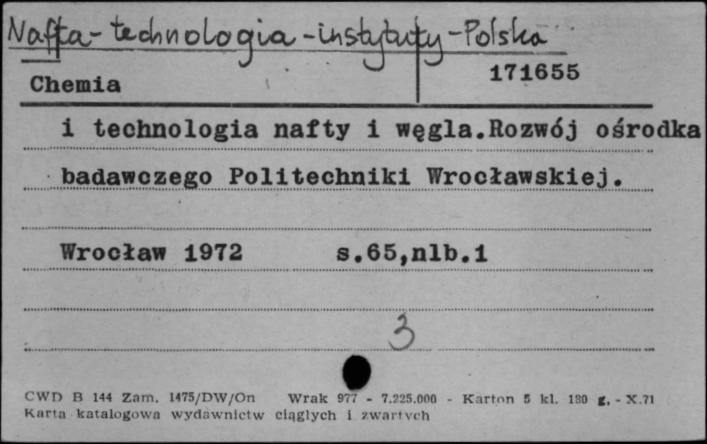 Nafta - technologia - instytuty - Polska
171655
Chemia
i technologia nafty i węgla.Rozwój ośrodka
badawczego Politechniki Wrocławskiej.
Wrocław 1972 s.65,nlb.1
3
CWD B 144 Zam. 1475/DW/On Wrak 977 - 7.225.000 - Karton 5 kl. 180 g. - X.71
Karta katalogowa wydawnictw ciągłych i zwartych